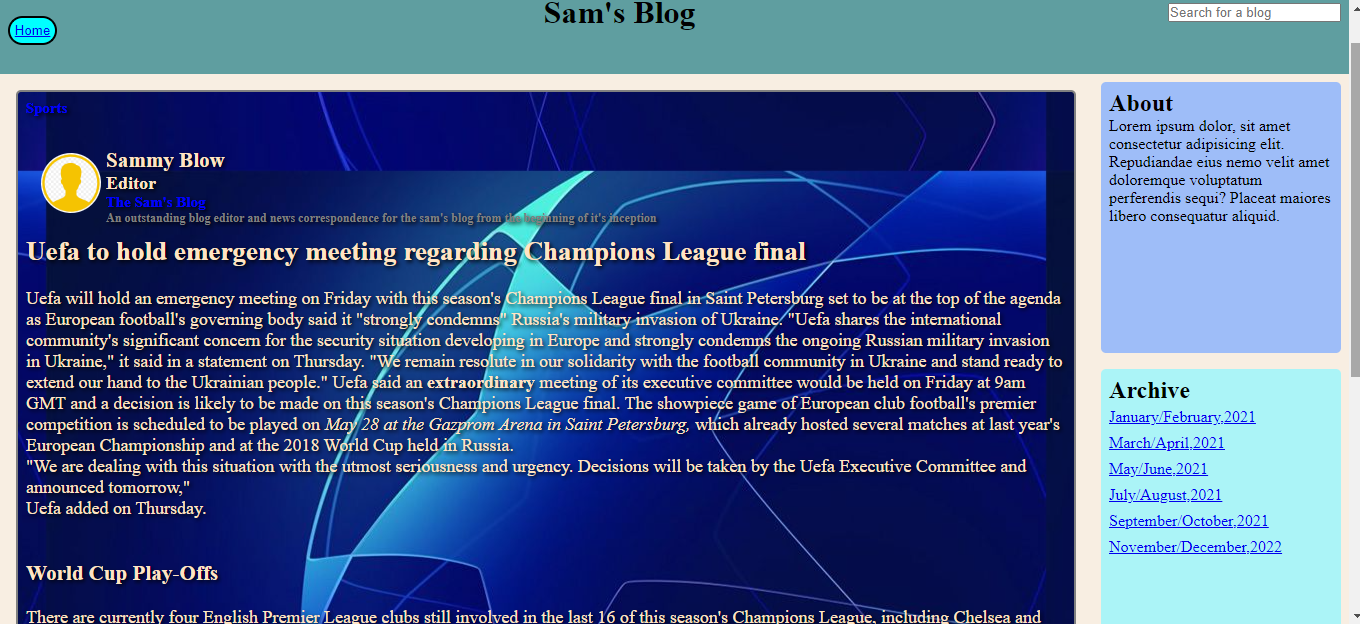 Sam's Blog
Home
Search for a blog
Sports
Sammy Blow
Editor
The Sam's Blog
An outstanding blog editor and news correspondence for the sam's blog from the beginning of it's inception
Uefa to hold emergency meeting regarding Champions League final
Uefa will hold an emergency meeting on Friday with this season's Champions League final in Saint Petersburg set to be at the top of the agenda
as European football's governing body said it "strongly condemns" Russia's military invasion of Ukraine. "Uefa shares the international
community's significant concern for the security situation developing in Europe and strongly condemns the ongoing Russian military invasion
in Ukraine," it said in a statement on Thursday. "We remain resolute in our solidarity with the football community in Ukraine and stand ready to
extend our hand to the Ukrainian people." Uefa said an extraordinary meeting of its executive committee would be held on Friday at 9am
GMT and a decision is likely to be made on this season's Champions League final. The showpiece game of European club football's premier
competition is scheduled to be played on May 28 at the Gazprom Arena in Saint Petersburg, which already hosted several matches at last year's
European Championship and at the 2018 World Cup held in Russia.
"We are dealing with this situation with the utmost seriousness and urgency. Decisions will be taken by the Uefa Executive Committee and
announced tomorrow,"
Uefa added on Thursday.
World Cup Play-Offs
There are currently four English Premier League clubs still involved in the last 16 of this season's Champions League, including Chelsea and
About
Lorem ipsum dolor, sit amet
consectetur adipisicing elit.
Repudiandae eius nemo velit amet
doloremque voluptatum
perferendis sequi? Placeat maiores
libero consequatur aliquid.
Archive
January/February,2021
March/April,2021
May/June,2021
July/August,2021
September/October,2021
November/December,2022